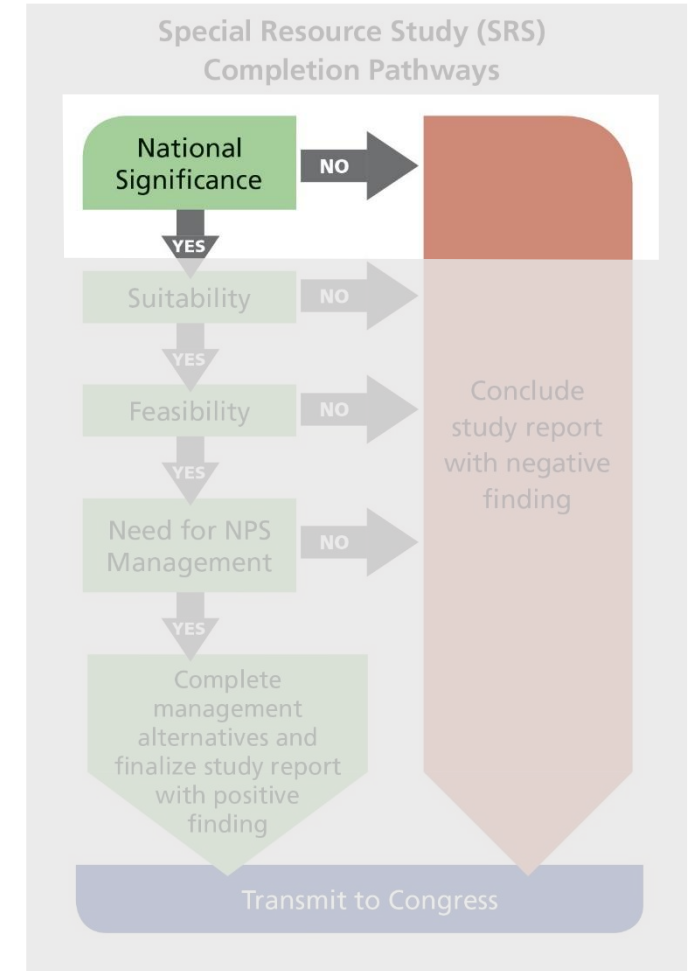 Special Resource Study (SRS)
Completion Pathways
National
Significance
NO
YES
Suitability
NO
YES
Feasibility
NO
YES
Need for NPS
Management
NO
YES
Conclude
study report
with negative
finding
Complete
management
alternatives and
finalize study report
with positive
finding
Transmit to Congress